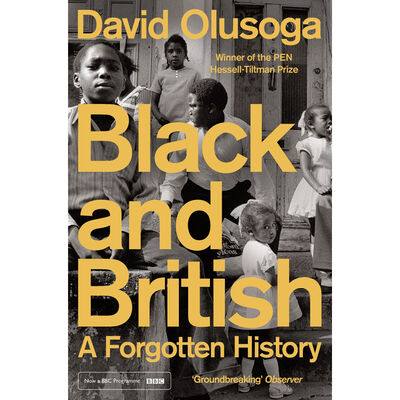 David Olusoga
Winner of the PEN
Hessell-Tiltman Prize
Black
and
British
A Forgotten History
Now a BBC Programme BBC
'Groundbreaking' Observer